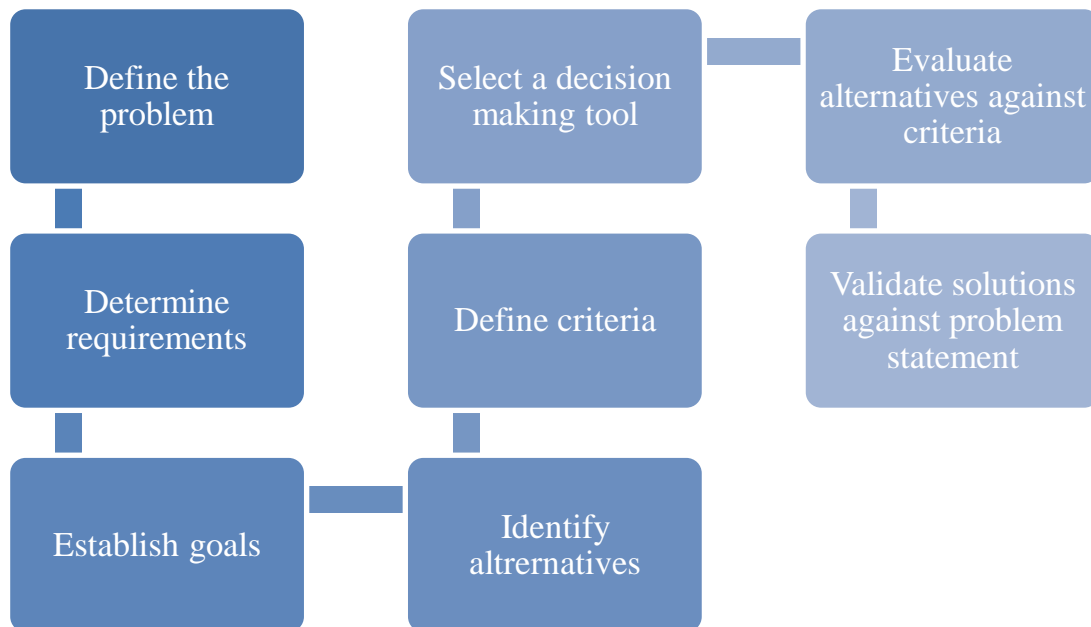 Define the
problem
Determine
requirements
Establish goals
Identify
altrernatives
Define criteria
Select a decision
making tool
Evaluate
alternatives against
criteria
Validate solutions
against problem
statement